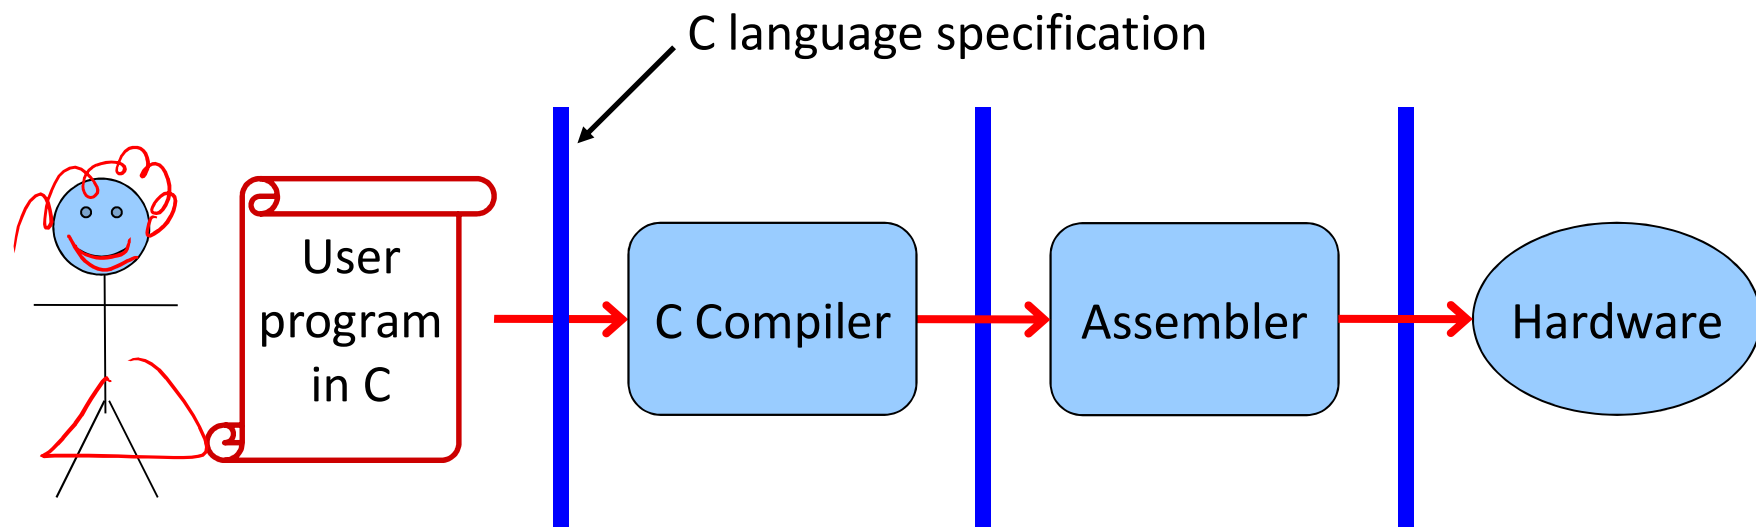 C language specification
User
program
in C
C Compiler
Assembler
Hardware